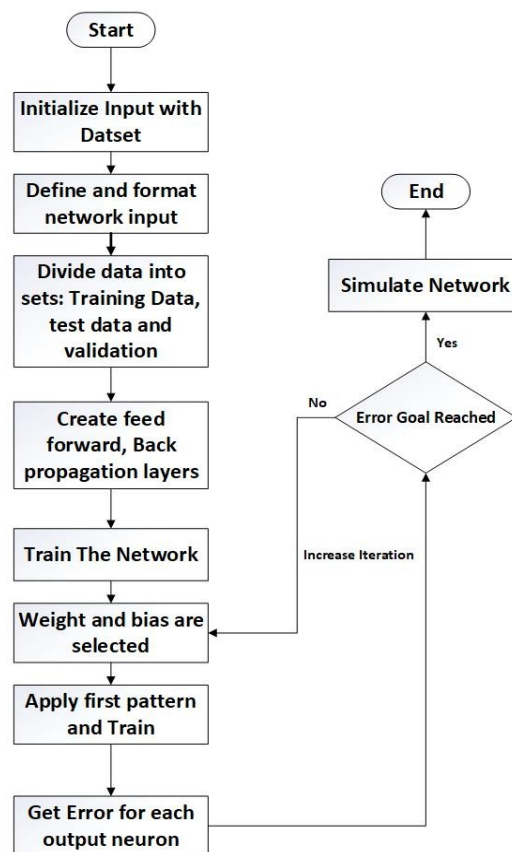 Start
Initialize Input with
Datset
Define and format
network input
Divide data into
sets: Training Data,
test data and
validation
Create feed
forward, Back
propagation layers
Train The Network
Weight and bias are
selected
Apply first pattern
and Train
Get Error for each
output neuron
Error Goal Reached
No
Increase Iteration
Yes
Simulate Network
End